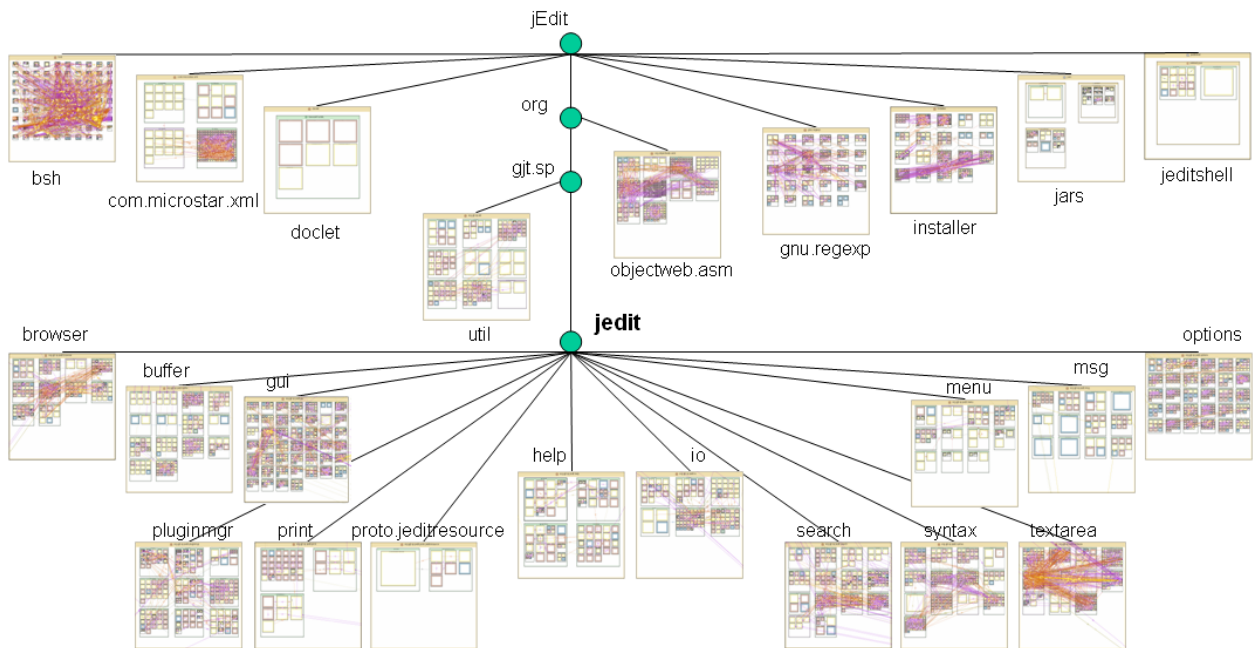 jEdit
bsh
com.microstar.xml
doclet
org
gjt.sp
util
objectweb.asm
gnu.regexp
installer
jars
jeditshell
jedit
browser
buffer
gui
help
io
menu
msg
options
pluginmgr
print
proto.jeditresource
search
syntax
textarea